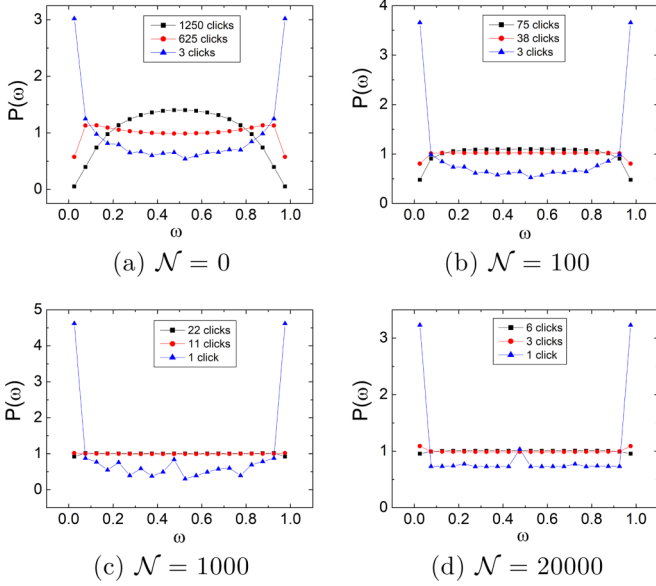 1250 clicks
625 clicks
3 clicks
P(ω)
3
2
1
0
0.0 0.2 0.4 0.6 0.8 1.0
ω
(a) 𝒩 = 0
75 clicks
38 clicks
3 clicks
P(ω)
4
3
2
1
0
0.0 0.2 0.4 0.6 0.8 1.0
ω
(b) 𝒩 = 100
22 clicks
11 clicks
1 click
P(ω)
5
4
3
2
1
0
0.0 0.2 0.4 0.6 0.8 1.0
ω
(c) 𝒩 = 1000
6 clicks
3 clicks
1 click
P(ω)
3
2
1
0
0.0 0.2 0.4 0.6 0.8 1.0
ω
(d) 𝒩 = 20000